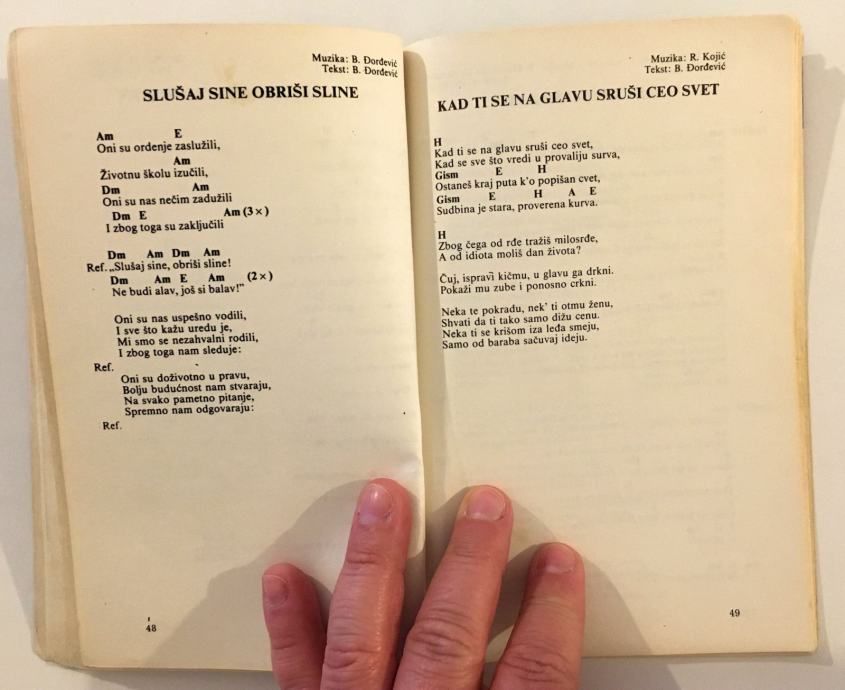 Muzika: B. Đorđević
Tekst: B. Đorđević
SLUŠAJ SINE OBRIŠI SLINE
Am E
Oni su ordenje zaslužili,
Am
Životnu školu izučili,
Dm Am
Oni su nas nečim zadužili
Dm E Am (3 ×)
I zbog toga su zaključili
Dm Am Dm Am
Ref. „Slušaj sine, obriši sline!
Dm Am E Am (2 ×)
Ne budi alav, još si balav!”
Oni su nas uspešno vodili,
I sve što kažu uredu je,
Mi smo se nezahvalni rodili,
I zbog toga nam sleduje:
Ref.
Oni su doživotno u pravu,
Bolju budućnost nam stvaraju,
Na svako pametno pitanje,
Spremno nam odgovaraju:
Ref.
48
Muzika: R. Kojić
Tekst: B. Đorđević
KAD TI SE NA GLAVU SRUŠI CEO SVET
H
Kad ti se na glavu sruši ceo svet,
Kad se sve što vredi u provaliju surva,
Gism E H
Ostaneš kraj puta k'o popišan cvet,
Gism E H A E
Sudbina je stara, proverena kurva.
H
Zbog čega od rđe tražiš milosrđe,
A od idiota moliš dan života?
Čuj, ispravi kičmu, u glavu ga drkni.
Pokaži mu zube i ponosno crkni.
Neka te pokradu, nek' ti otmu ženu,
Shvati da ti tako samo dižu cenu.
Neka ti se krišom iza leđa smeju,
Samo od baraba sačuvaj ideju.
49